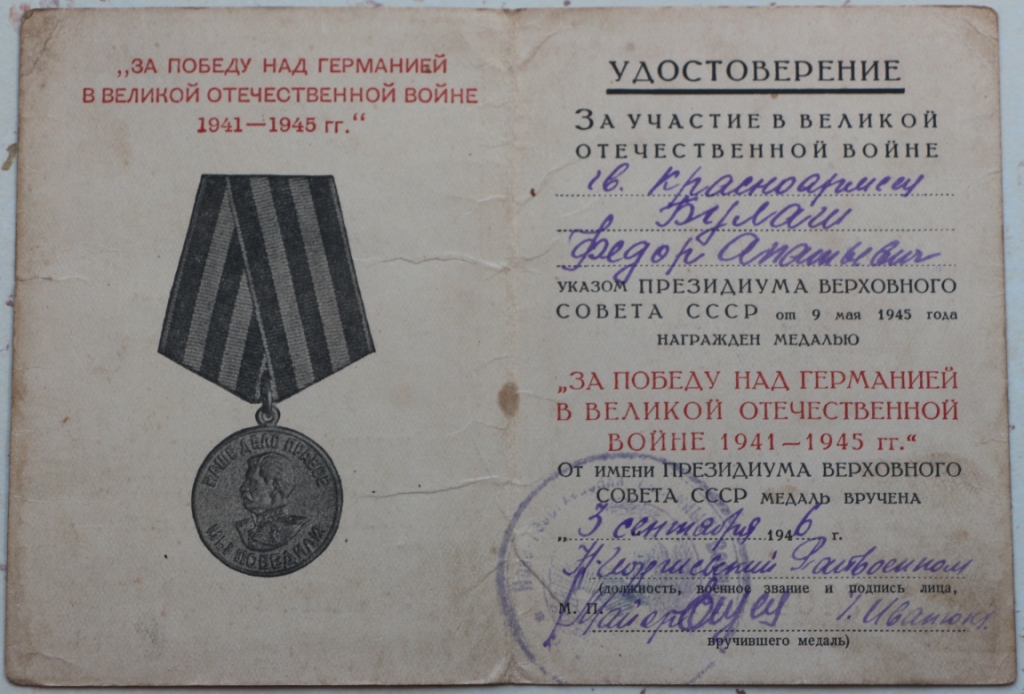 „ЗА ПОБЕДУ НАД ГЕРМАНИЕЙ
В ВЕЛИКОЙ ОТЕЧЕСТВЕННОЙ ВОЙНЕ
1941—1945 гг.“
НАШЕ ДЕЛО ПРАВОЕ
МЫ ПОБЕДИЛИ
УДОСТОВЕРЕНИЕ
ЗА УЧАСТИЕ В ВЕЛИКОЙ
ОТЕЧЕСТВЕННОЙ ВОЙНЕ
гв. Красноармеец
Булаш
Федор
УКАЗОМ ПРЕЗИДИУМА ВЕРХОВНОГО
СОВЕТА СССР от 9 мая 1945 года
НАГРАЖДЕН МЕДАЛЬЮ
„ЗА ПОБЕДУ НАД ГЕРМАНИЕЙ
В ВЕЛИКОЙ ОТЕЧЕСТВЕННОЙ
ВОЙНЕ 1941—1945 гг.“
ОТ ИМЕНИ ПРЕЗИДИУМА ВЕРХОВНОГО
СОВЕТА СССР МЕДАЛЬ ВРУЧЕНА
„3 сентября 1946 г.
Райвоенком
(должность, военное звание и подпись лица,
М. П.
Майор
вручившего медаль)